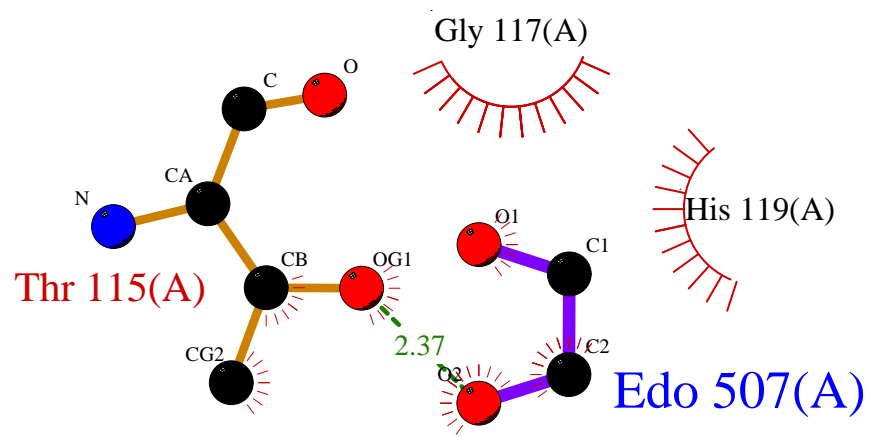 Gly 117(A)
C
O
CA
N
His 119(A)
O1
C1
CB
OG1
Thr 115(A)
2.37
C2
CG2
O2
Edo 507(A)